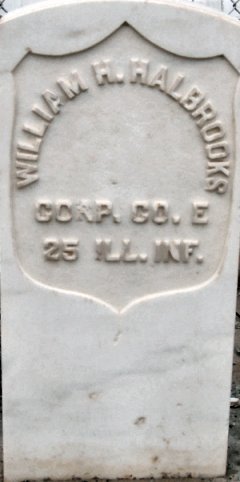 WILLIAM H. HALBROOKS
CORP. CO. E
25 ILL. INF.